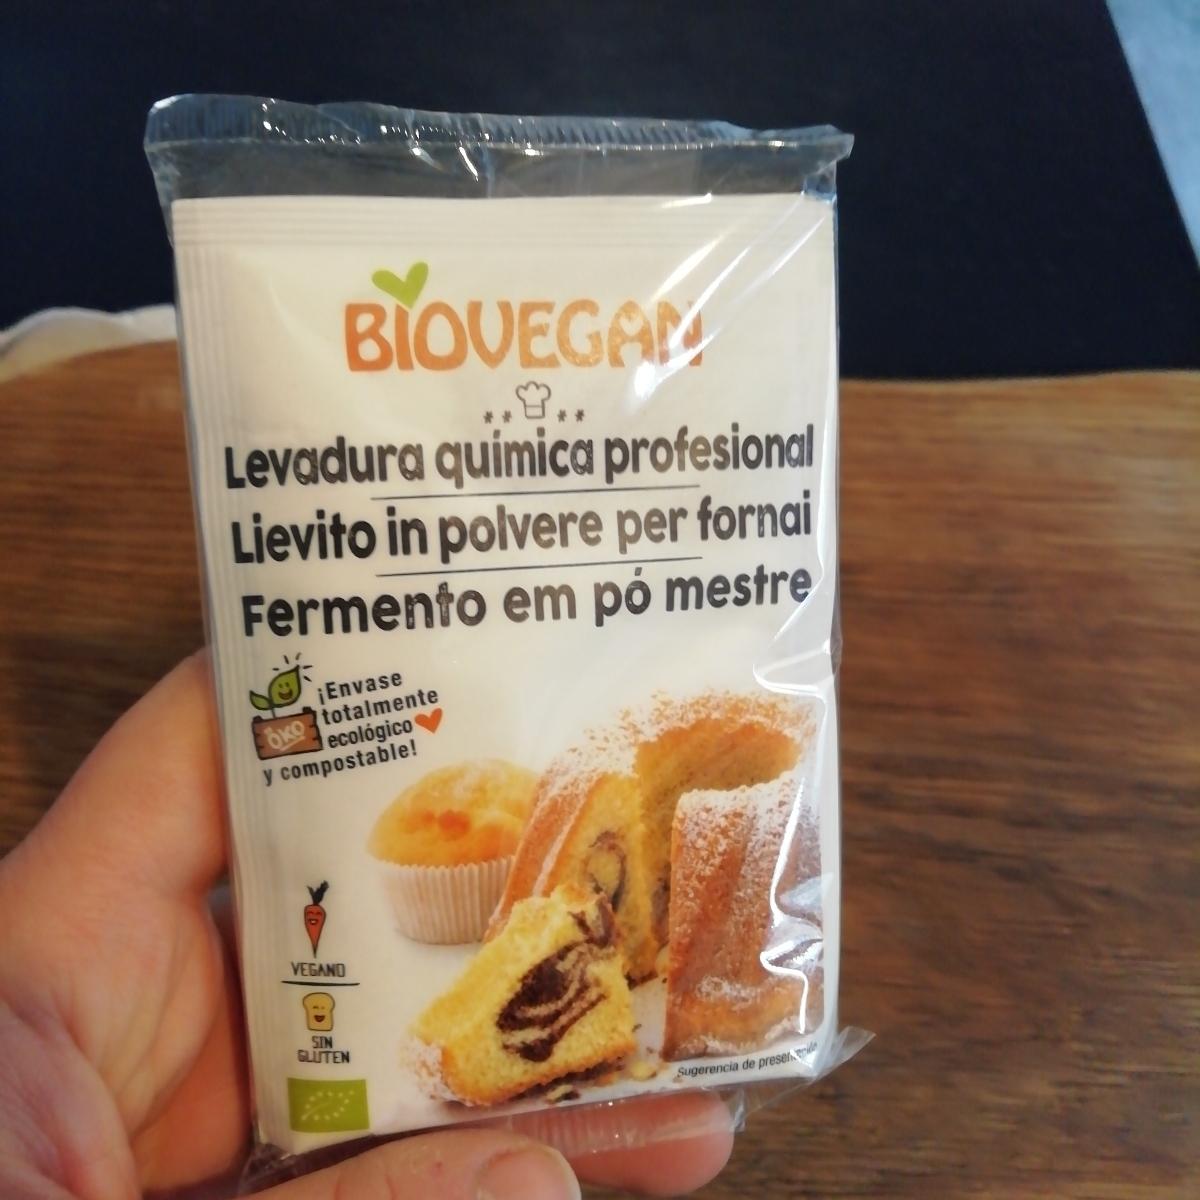 BIOVEGAN
Levadura química profesional
Lievito in polvere per fornai
Fermento em pó mestre
¡Envase
totalmente
ecológico
y compostable!
ÖKO
VEGANO
SIN
GLUTEN
Sugerencia de presentación